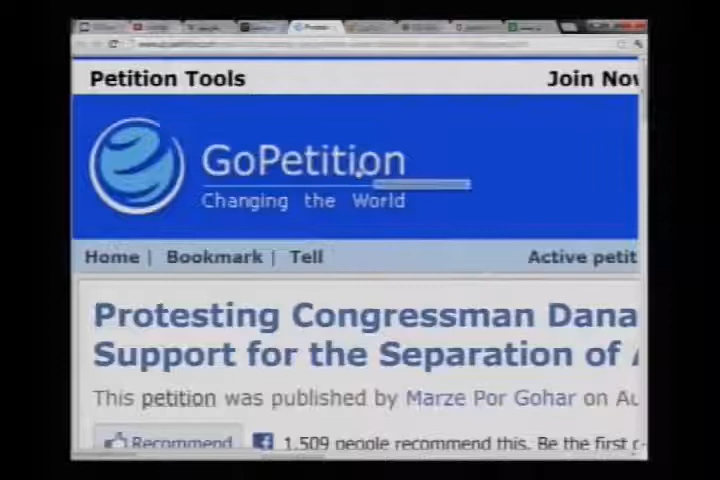 Petition Tools
Join Now
GoPetition
Changing the World
Home | Bookmark | Tell
Active petit
Protesting Congressman Dana
Support for the Separation of A
This petition was published by Marze Por Gohar on Au
Recommend
1,509 people recommend this. Be the first